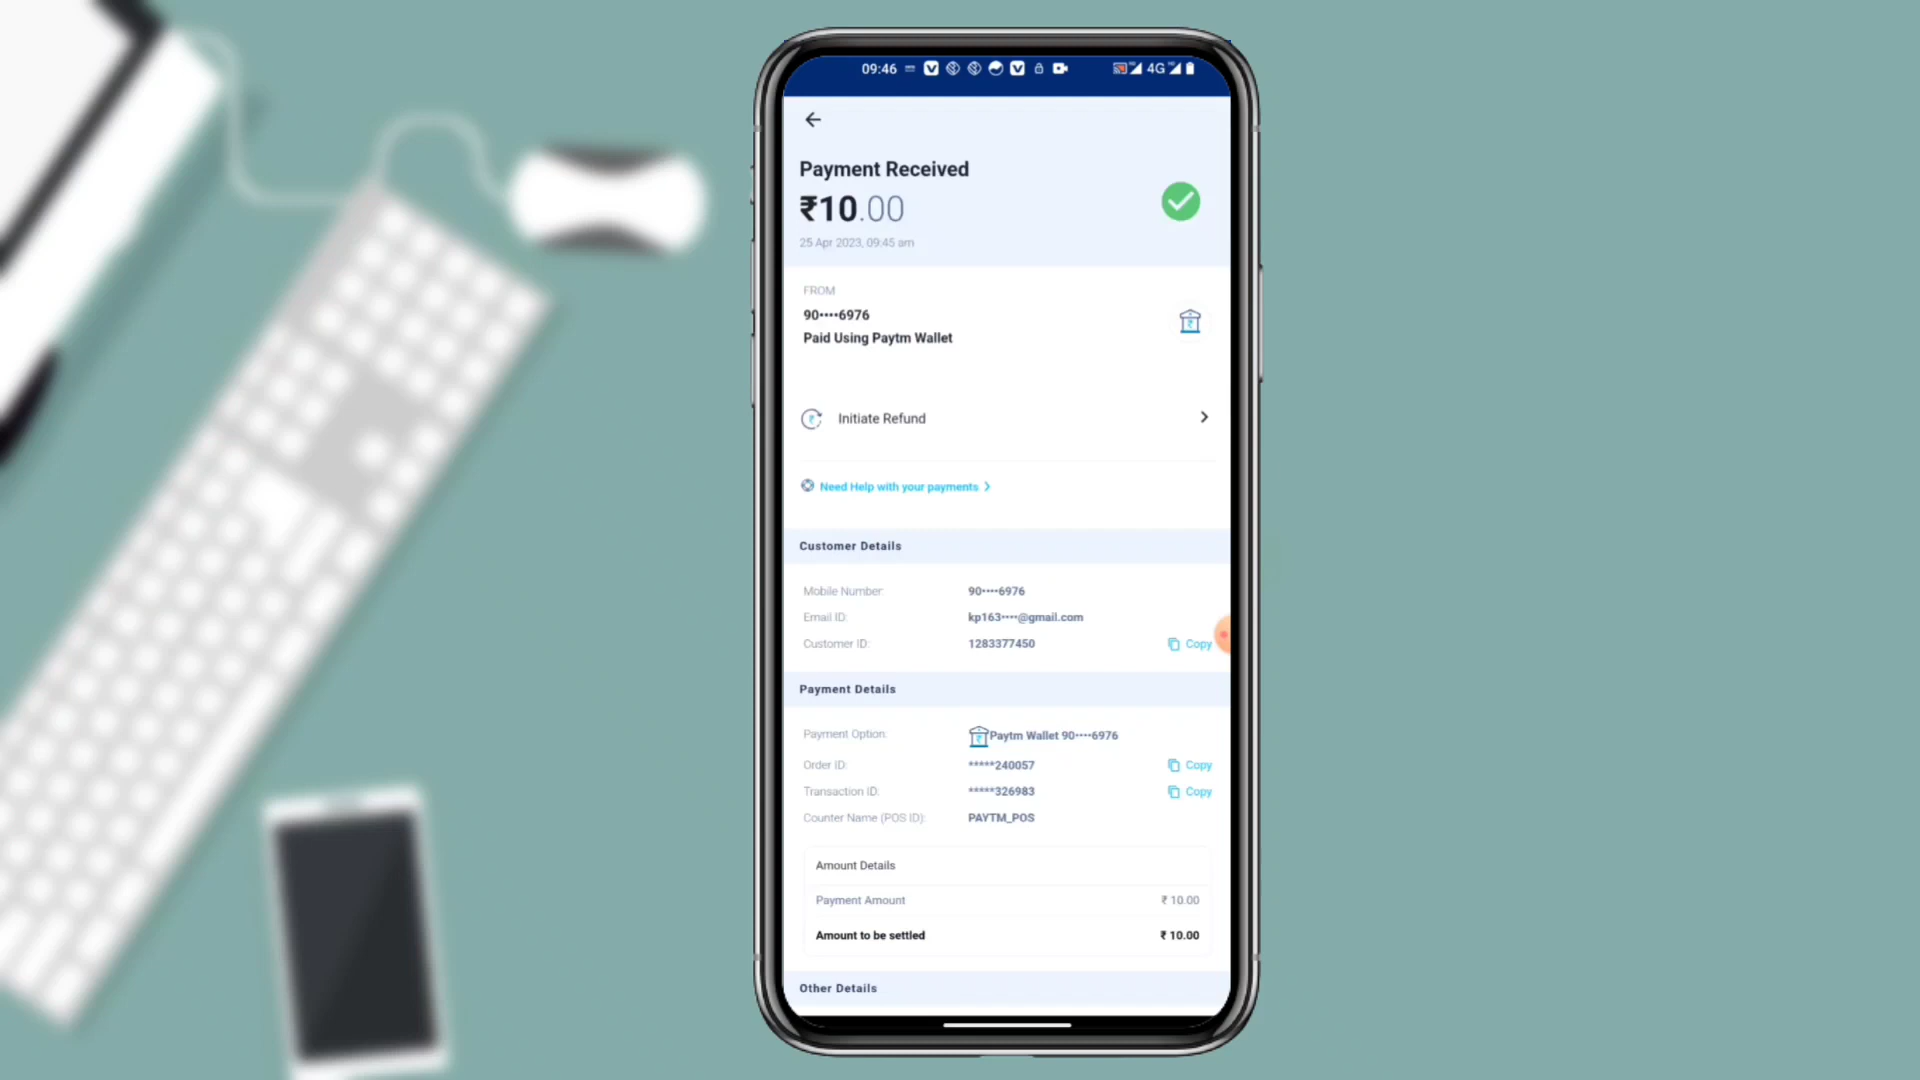 09:46
4G
Payment Received
₹10.00
25 Apr 2023, 09:45 am
FROM
90••••6976
Paid Using Paytm Wallet
Initiate Refund
Need Help with your payments
Customer Details
Mobile Number: 90••••6976
Email ID: kp163••••@gmail.com
Customer ID: 1283377450 Copy
Payment Details
Payment Option: Paytm Wallet 90••••6976
Order ID: *****240057 Copy
Transaction ID: *****326983 Copy
Counter Name (POS ID): PAYTM_POS
Amount Details
Payment Amount ₹ 10.00
Amount to be settled ₹ 10.00
Other Details